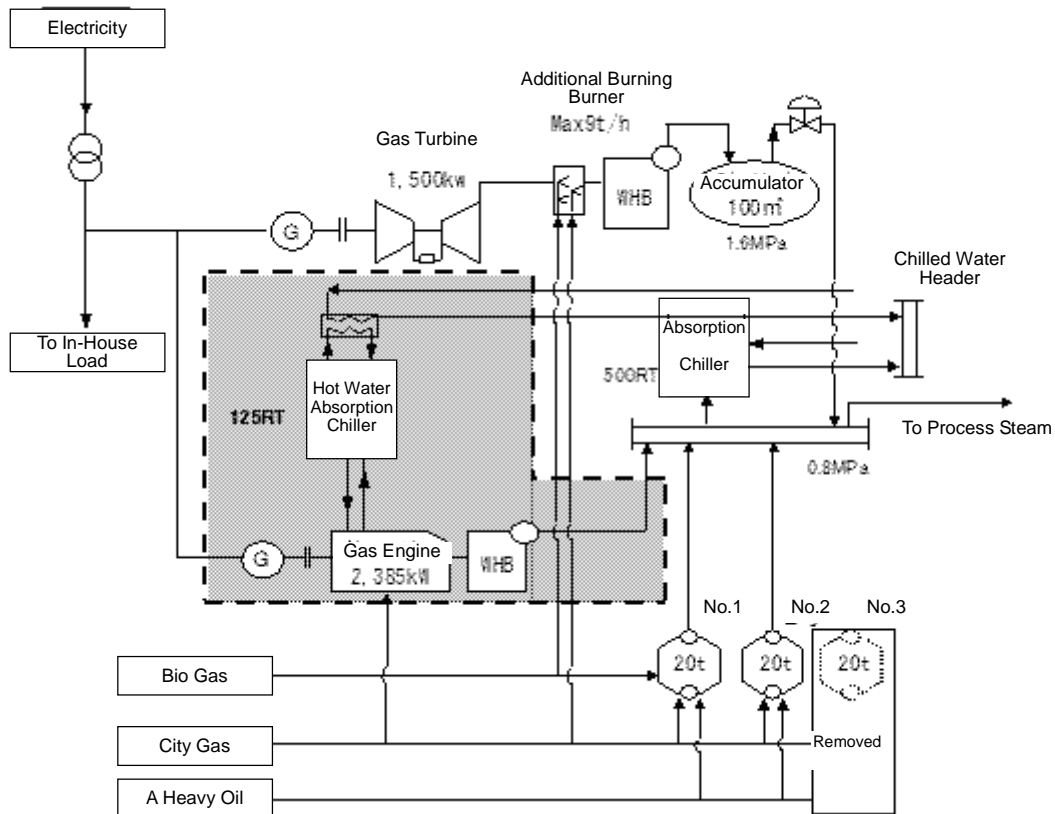 Electricity
Additional Burning
Burner
Max9t/h
Gas Turbine
1,500kw
WHB
Accumulator
100㎥
1.6MPa
G
Chilled Water
Header
To In-House
Load
Absorption
Chiller
500RT
Hot Water
Absorption
Chiller
125RT
To Process Steam
0.8MPa
G
Gas Engine
2,385kW
WHB
No.1
No.2
No.3
20t
20t
20t
Bio Gas
City Gas
Removed
A Heavy Oil